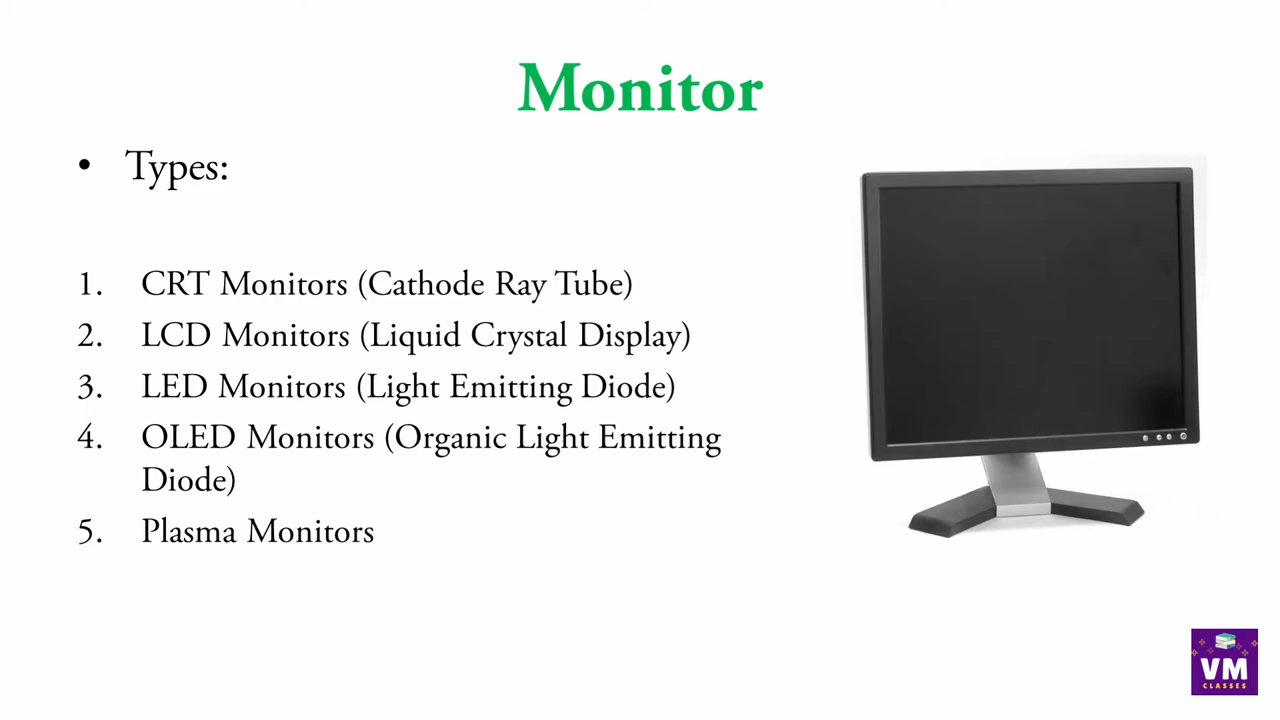 Monitor
• Types:
1. CRT Monitors (Cathode Ray Tube)
2. LCD Monitors (Liquid Crystal Display)
3. LED Monitors (Light Emitting Diode)
4. OLED Monitors (Organic Light Emitting
Diode)
5. Plasma Monitors
VM
CLASSES